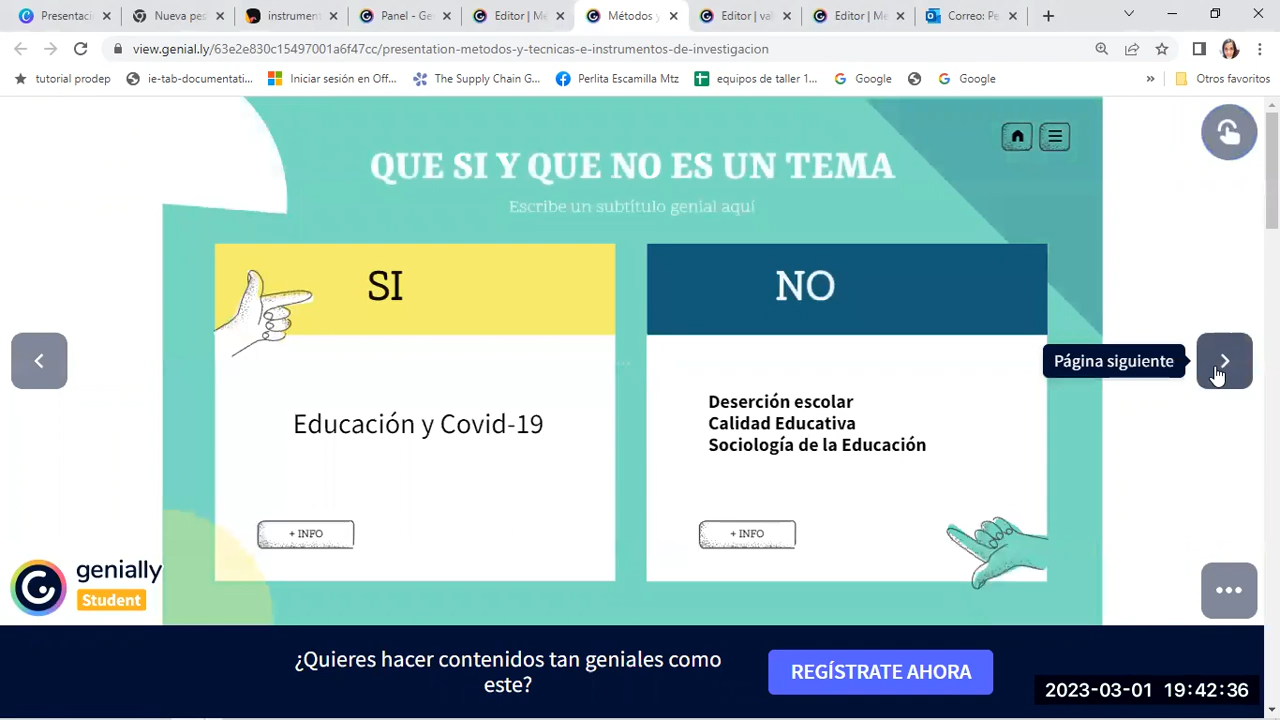 Presentaci
Nueva pes
instrument
Panel - Ge
Editor | M
Métodos
Editor | val
Editor | Me
Correo: Pe
view.genial.ly/63e2e830c15497001a6f47cc/presentation-metodos-y-tecnicas-e-instrumentos-de-investigacion
tutorial prodep
ie-tab-documentati...
Iniciar sesión en Off...
The Supply Chain G...
Perlita Escamilla Mtz
equipos de taller 1...
Google
Google
»
Otros favoritos
QUE SI Y QUE NO ES UN TEMA
Escribe un subtítulo genial aquí
SI
NO
Página siguiente
Educación y Covid-19
Deserción escolar
Calidad Educativa
Sociología de la Educación
+ INFO
+ INFO
genially
Student
¿Quieres hacer contenidos tan geniales como
este?
REGÍSTRATE AHORA
2023-03-01 19:42:36